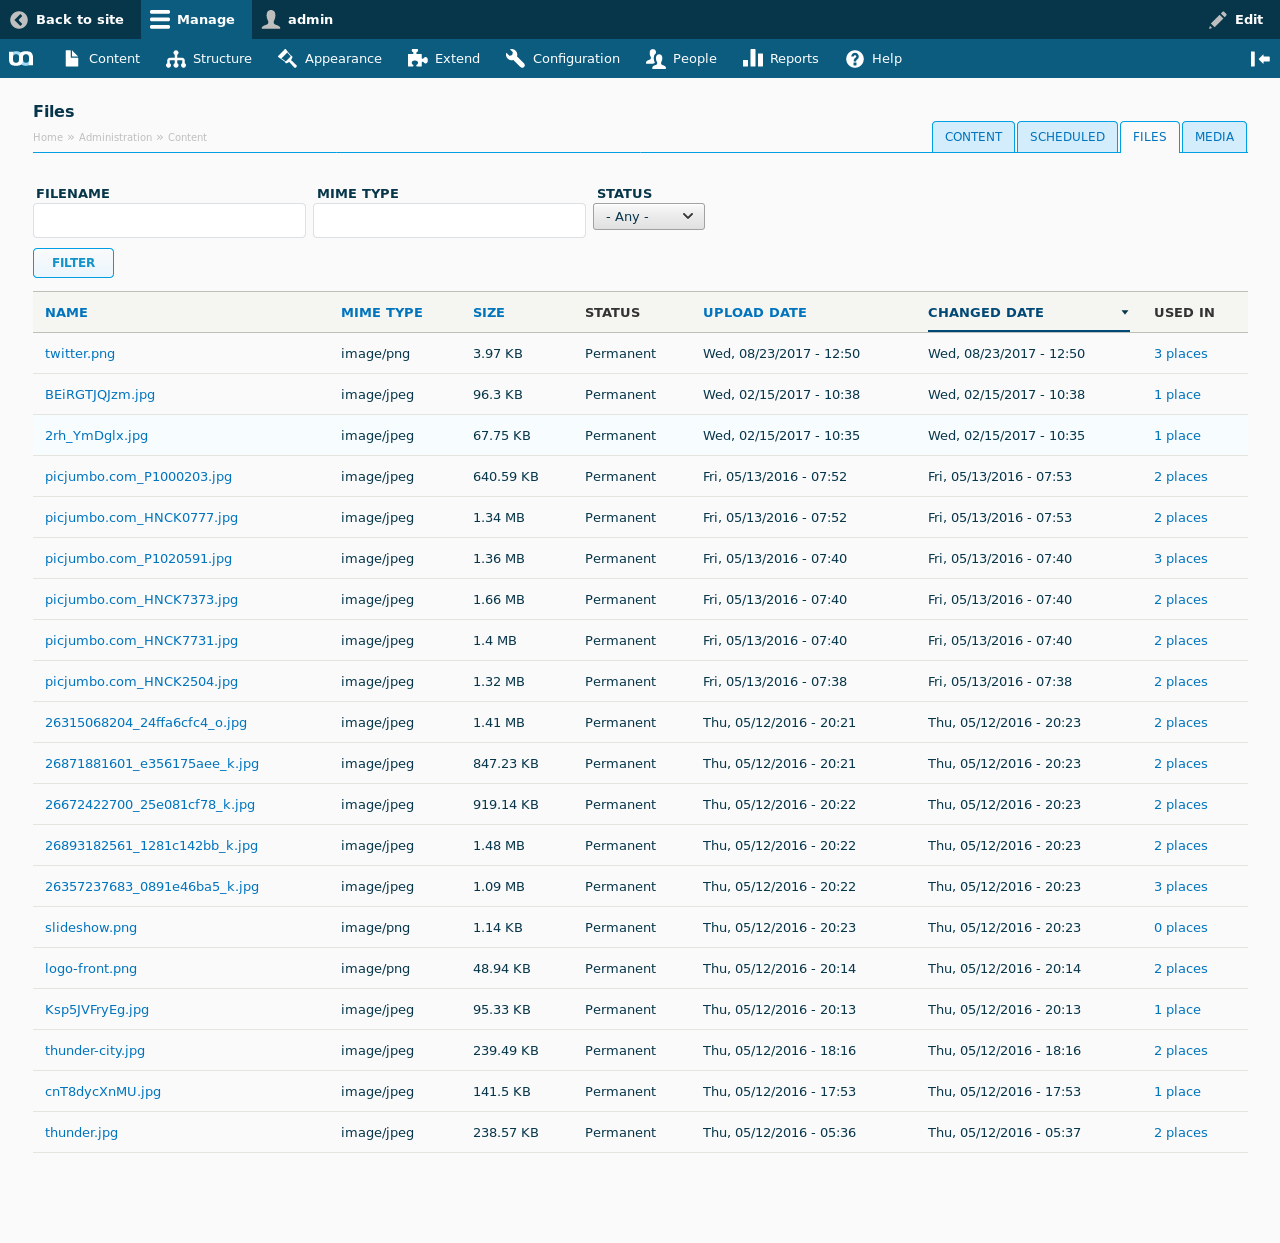 Back to site Manage admin Edit
Content Structure Appearance Extend Configuration People Reports Help
Files
Home » Administration » Content
CONTENT SCHEDULED FILES MEDIA
FILENAME MIME TYPE STATUS
- Any -
FILTER
NAME MIME TYPE SIZE STATUS UPLOAD DATE CHANGED DATE USED IN
twitter.png image/png 3.97 KB Permanent Wed, 08/23/2017 - 12:50 Wed, 08/23/2017 - 12:50 3 places
BEiRGTJQJzm.jpg image/jpeg 96.3 KB Permanent Wed, 02/15/2017 - 10:38 Wed, 02/15/2017 - 10:38 1 place
2rh_YmDglx.jpg image/jpeg 67.75 KB Permanent Wed, 02/15/2017 - 10:35 Wed, 02/15/2017 - 10:35 1 place
picjumbo.com_P1000203.jpg image/jpeg 640.59 KB Permanent Fri, 05/13/2016 - 07:52 Fri, 05/13/2016 - 07:53 2 places
picjumbo.com_HNCK0777.jpg image/jpeg 1.34 MB Permanent Fri, 05/13/2016 - 07:52 Fri, 05/13/2016 - 07:53 2 places
picjumbo.com_P1020591.jpg image/jpeg 1.36 MB Permanent Fri, 05/13/2016 - 07:40 Fri, 05/13/2016 - 07:40 3 places
picjumbo.com_HNCK7373.jpg image/jpeg 1.66 MB Permanent Fri, 05/13/2016 - 07:40 Fri, 05/13/2016 - 07:40 2 places
picjumbo.com_HNCK7731.jpg image/jpeg 1.4 MB Permanent Fri, 05/13/2016 - 07:40 Fri, 05/13/2016 - 07:40 2 places
picjumbo.com_HNCK2504.jpg image/jpeg 1.32 MB Permanent Fri, 05/13/2016 - 07:38 Fri, 05/13/2016 - 07:38 2 places
26315068204_24ffa6cfc4_o.jpg image/jpeg 1.41 MB Permanent Thu, 05/12/2016 - 20:21 Thu, 05/12/2016 - 20:23 2 places
26871881601_e356175aee_k.jpg image/jpeg 847.23 KB Permanent Thu, 05/12/2016 - 20:21 Thu, 05/12/2016 - 20:23 2 places
26672422700_25e081cf78_k.jpg image/jpeg 919.14 KB Permanent Thu, 05/12/2016 - 20:22 Thu, 05/12/2016 - 20:23 2 places
26893182561_1281c142bb_k.jpg image/jpeg 1.48 MB Permanent Thu, 05/12/2016 - 20:22 Thu, 05/12/2016 - 20:23 2 places
26357237683_0891e46ba5_k.jpg image/jpeg 1.09 MB Permanent Thu, 05/12/2016 - 20:22 Thu, 05/12/2016 - 20:23 3 places
slideshow.png image/png 1.14 KB Permanent Thu, 05/12/2016 - 20:23 Thu, 05/12/2016 - 20:23 0 places
logo-front.png image/png 48.94 KB Permanent Thu, 05/12/2016 - 20:14 Thu, 05/12/2016 - 20:14 2 places
Ksp5JVFryEg.jpg image/jpeg 95.33 KB Permanent Thu, 05/12/2016 - 20:13 Thu, 05/12/2016 - 20:13 1 place
thunder-city.jpg image/jpeg 239.49 KB Permanent Thu, 05/12/2016 - 18:16 Thu, 05/12/2016 - 18:16 2 places
cnT8dycXnMU.jpg image/jpeg 141.5 KB Permanent Thu, 05/12/2016 - 17:53 Thu, 05/12/2016 - 17:53 1 place
thunder.jpg image/jpeg 238.57 KB Permanent Thu, 05/12/2016 - 05:36 Thu, 05/12/2016 - 05:37 2 places